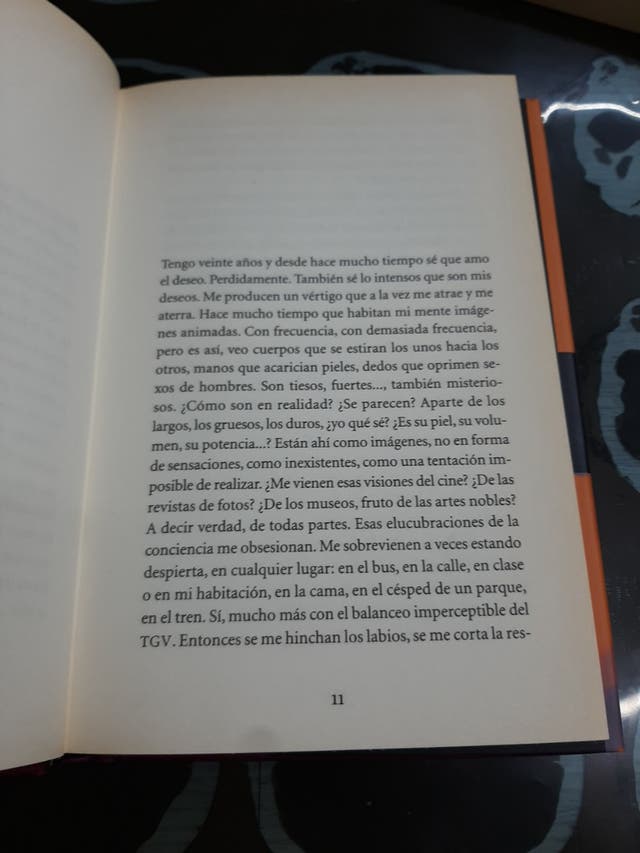 Tengo veinte años y desde hace mucho tiempo sé que amo
el deseo. Perdidamente. También sé lo intensos que son mis
deseos. Me producen un vértigo que a la vez me atrae y me
aterra. Hace mucho tiempo que habitan mi mente imáge-
nes animadas. Con frecuencia, con demasiada frecuencia,
pero es así, veo cuerpos que se estiran los unos hacia los
otros, manos que acarician pieles, dedos que oprimen se-
xos de hombres. Son tiesos, fuertes..., también misterio-
sos. ¿Cómo son en realidad? ¿Se parecen? Aparte de los
largos, los gruesos, los duros, ¿yo qué sé? ¿Es su piel, su volu-
men, su potencia...? Están ahí como imágenes, no en forma
de sensaciones, como inexistentes, como una tentación im-
posible de realizar. ¿Me vienen esas visiones del cine? ¿De las
revistas de fotos? ¿De los museos, fruto de las artes nobles?
A decir verdad, de todas partes. Esas elucubraciones de la
conciencia me obsesionan. Me sobrevienen a veces estando
despierta, en cualquier lugar: en el bus, en la calle, en clase
o en mi habitación, en la cama, en el césped de un parque,
en el tren. Sí, mucho más con el balanceo imperceptible del
TGV. Entonces se me hinchan los labios, se me corta la res-
11